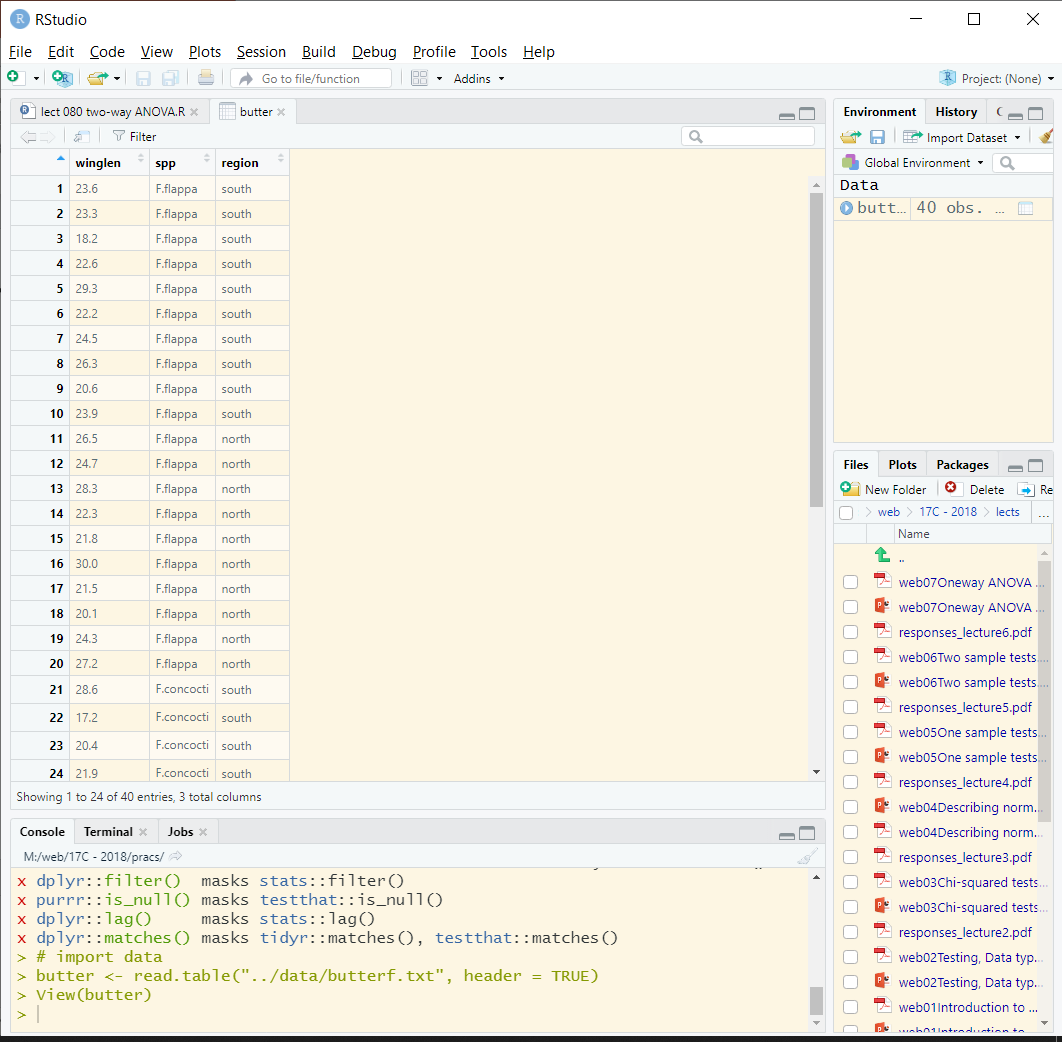 RStudio
File Edit Code View Plots Session Build Debug Profile Tools Help
Go to file/function Addins Project: (None)
lect 080 two-way ANOVA.R butter
Filter
winglen spp region
1 23.6 F.flappa south
2 23.3 F.flappa south
3 18.2 F.flappa south
4 22.6 F.flappa south
5 29.3 F.flappa south
6 22.2 F.flappa south
7 24.5 F.flappa south
8 26.3 F.flappa south
9 20.6 F.flappa south
10 23.9 F.flappa south
11 26.5 F.flappa north
12 24.7 F.flappa north
13 28.3 F.flappa north
14 22.3 F.flappa north
15 21.8 F.flappa north
16 30.0 F.flappa north
17 21.5 F.flappa north
18 20.1 F.flappa north
19 24.3 F.flappa north
20 27.2 F.flappa north
21 28.6 F.concocti south
22 17.2 F.concocti south
23 20.4 F.concocti south
24 21.9 F.concocti south
Showing 1 to 24 of 40 entries, 3 total columns
Console Terminal Jobs
M:/web/17C - 2018/pracs/
x dplyr::filter() masks stats::filter()
x purrr::is_null() masks testthat::is_null()
x dplyr::lag() masks stats::lag()
x dplyr::matches() masks tidyr::matches(), testthat::matches()
> # import data
> butter <- read.table("../data/butterf.txt", header = TRUE)
> View(butter)
>
Environment History
Import Dataset
Global Environment
Data
butt... 40 obs. ...
Files Plots Packages
New Folder Delete Re
web 17C - 2018 lects ...
Name
..
web07Oneway ANOVA ...
web07Oneway ANOVA ...
responses_lecture6.pdf
web06Two sample tests....
web06Two sample tests....
responses_lecture5.pdf
web05One sample tests...
web05One sample tests...
responses_lecture4.pdf
web04Describing norm...
web04Describing norm...
responses_lecture3.pdf
web03Chi-squared tests...
web03Chi-squared tests...
responses_lecture2.pdf
web02Testing, Data typ...
web02Testing, Data typ...
web01Introduction to ...
web01Introduction to